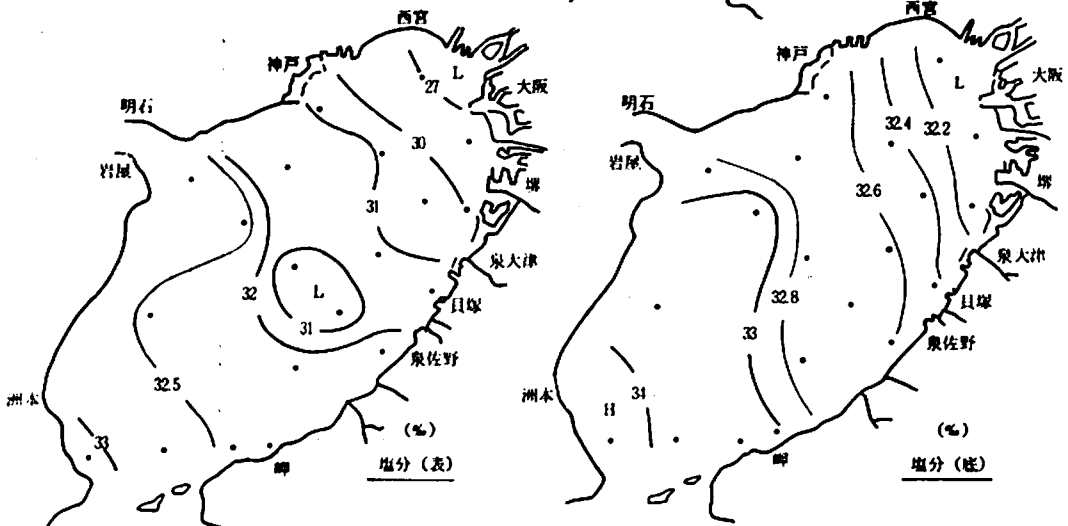 西宮
神戸
L
27
大阪
明石
30
岩屋
31
堺
泉大津
32
L
貝塚
31
泉佐野
32.5
洲本
33
(‰)
岬
塩分(表)
西宮
神戸
L
大阪
明石
32.4
32.2
岩屋
32.6
堺
泉大津
32.8
貝塚
33
泉佐野
洲本
34
H
(‰)
岬
塩分(底)